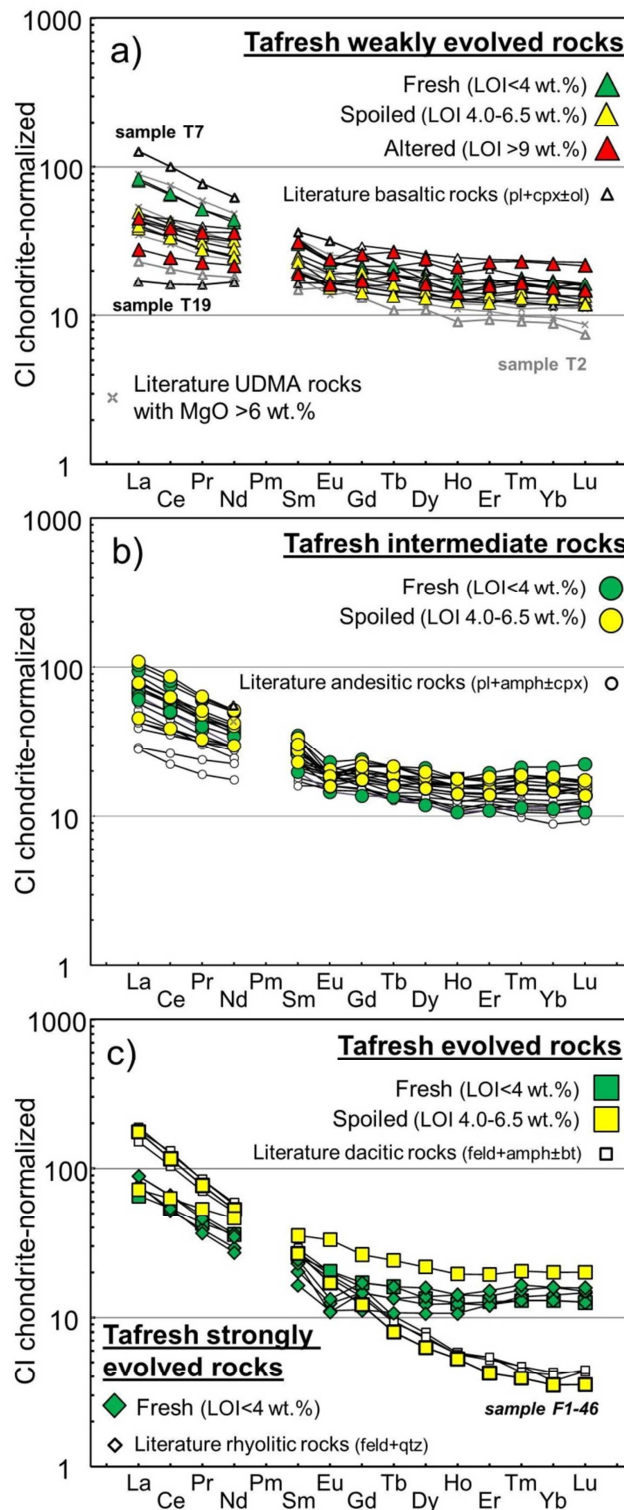 1000
a)
Tafresh weakly evolved rocks
Fresh (LOI<4 wt.%)
Spoiled (LOI 4.0-6.5 wt.%)
Altered (LOI >9 wt.%)
sample T7
100
Literature basaltic rocks (pl+cpx±ol)
sample T19
10
sample T2
Literature UDMA rocks
with MgO >6 wt.%
1
CI chondrite-normalized
La Ce Pr Nd Pm Sm Eu Gd Tb Dy Ho Er Tm Yb Lu
1000
b)
Tafresh intermediate rocks
Fresh (LOI<4 wt.%)
Spoiled (LOI 4.0-6.5 wt.%)
100
Literature andesitic rocks (pl+amph±cpx)
10
1
CI chondrite-normalized
La Ce Pr Nd Pm Sm Eu Gd Tb Dy Ho Er Tm Yb Lu
1000
c)
Tafresh evolved rocks
Fresh (LOI<4 wt.%)
Spoiled (LOI 4.0-6.5 wt.%)
Literature dacitic rocks (feld+amph±bt)
100
10
Tafresh strongly
evolved rocks
Fresh (LOI<4 wt.%)
sample F1-46
Literature rhyolitic rocks (feld+qtz)
1
CI chondrite-normalized
La Ce Pr Nd Pm Sm Eu Gd Tb Dy Ho Er Tm Yb Lu